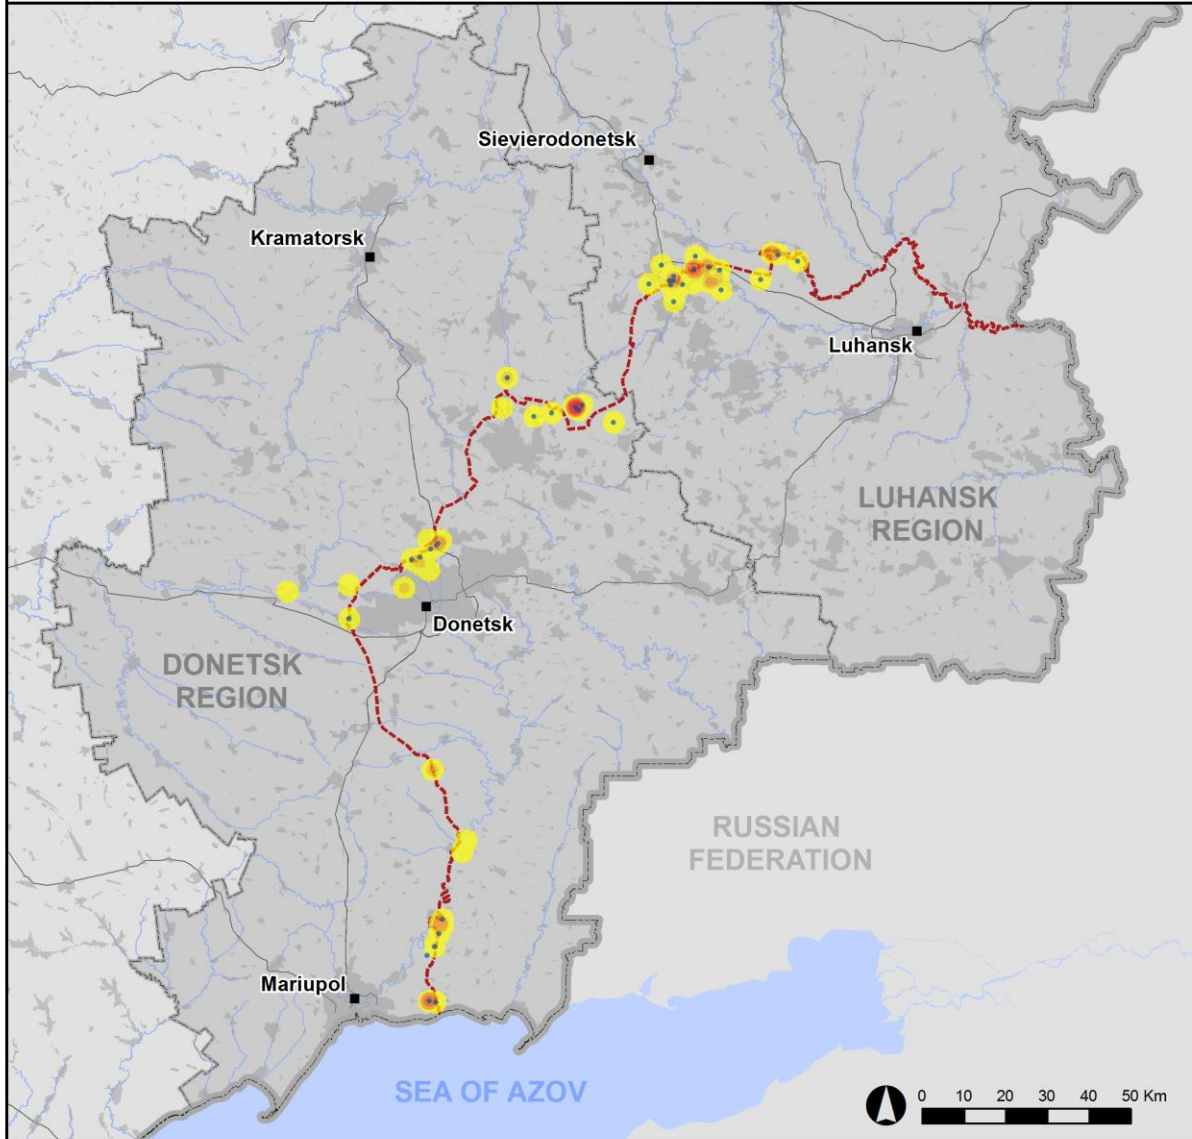 Sievierodonetsk
Kramatorsk
Luhansk
LUHANSK
REGION
Donetsk
DONETSK
REGION
RUSSIAN
FEDERATION
Mariupol
SEA OF AZOV
0 10 20 30 40 50 Km